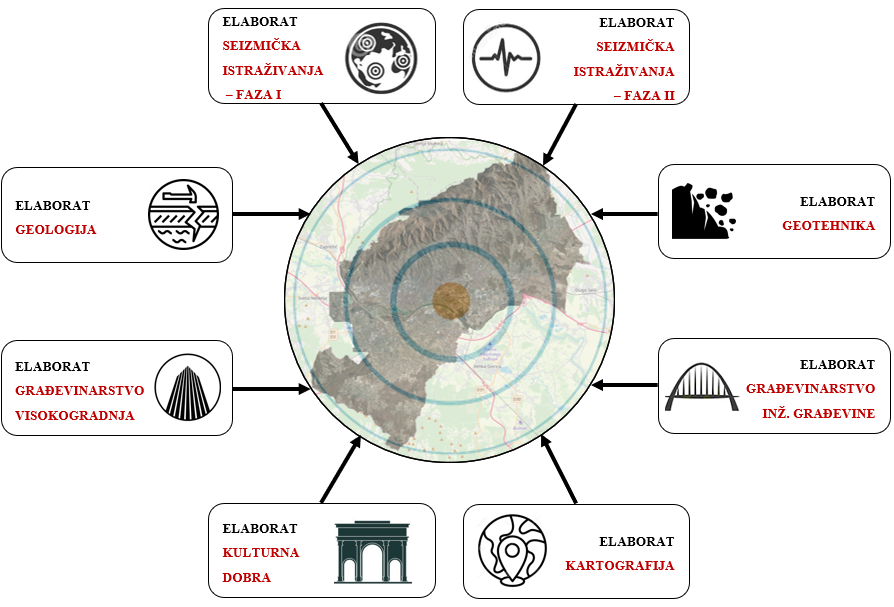 ELABORAT
SEIZMIČKA
ISTRAŽIVANJA
– FAZA I
ELABORAT
SEIZMIČKA
ISTRAŽIVANJA
– FAZA II
ELABORAT
GEOLOGIJA
ELABORAT
GEOTEHNIKA
ELABORAT
GRAĐEVINARSTVO
VISOKOGRADNJA
ELABORAT
GRAĐEVINARSTVO
INŽ. GRAĐEVINE
ELABORAT
KULTURNA
DOBRA
ELABORAT
KARTOGRAFIJA